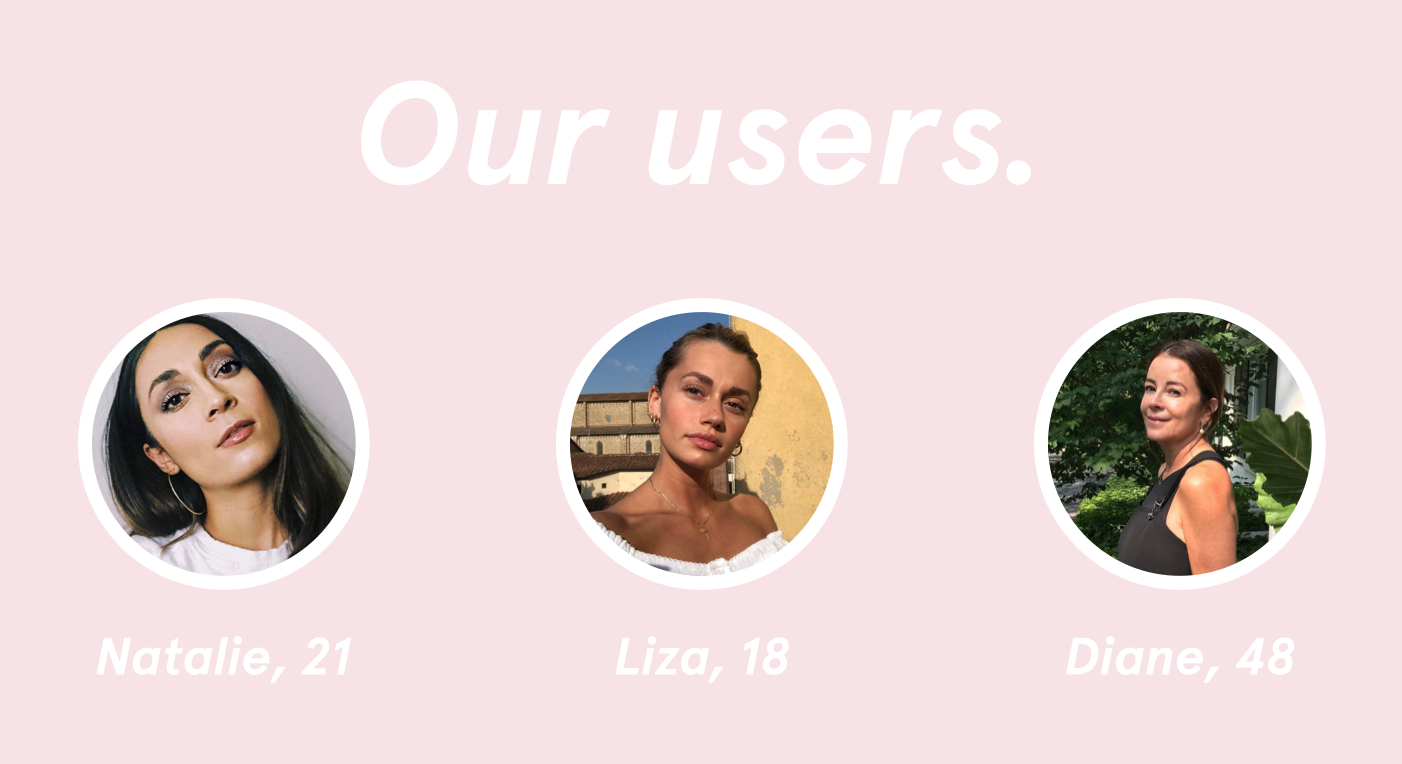 Our users.
Natalie, 21
Liza, 18
Diane, 48